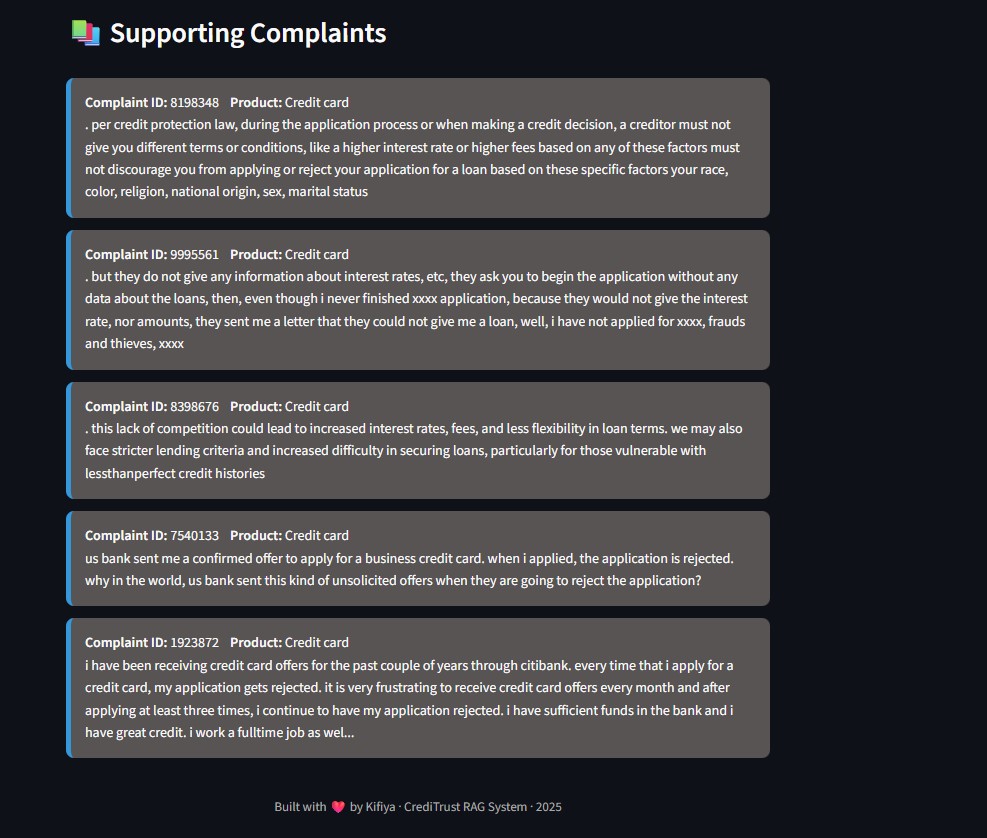 📚 Supporting Complaints
Complaint ID: 8198348 Product: Credit card
. per credit protection law, during the application process or when making a credit decision, a creditor must not
give you different terms or conditions, like a higher interest rate or higher fees based on any of these factors must
not discourage you from applying or reject your application for a loan based on these specific factors your race,
color, religion, national origin, sex, marital status
Complaint ID: 9995561 Product: Credit card
. but they do not give any information about interest rates, etc, they ask you to begin the application without any
data about the loans, then, even though i never finished xxxx application, because they would not give the interest
rate, nor amounts, they sent me a letter that they could not give me a loan, well, i have not applied for xxxx, frauds
and thieves, xxxx
Complaint ID: 8398676 Product: Credit card
. this lack of competition could lead to increased interest rates, fees, and less flexibility in loan terms. we may also
face stricter lending criteria and increased difficulty in securing loans, particularly for those vulnerable with
lessthanperfect credit histories
Complaint ID: 7540133 Product: Credit card
us bank sent me a confirmed offer to apply for a business credit card. when i applied, the application is rejected.
why in the world, us bank sent this kind of unsolicited offers when they are going to reject the application?
Complaint ID: 1923872 Product: Credit card
i have been receiving credit card offers for the past couple of years through citibank. every time that i apply for a
credit card, my application gets rejected. it is very frustrating to receive credit card offers every month and after
applying at least three times, i continue to have my application rejected. i have sufficient funds in the bank and i
have great credit. i work a fulltime job as wel...
Built with ❤️ by Kifiya · CrediTrust RAG System · 2025